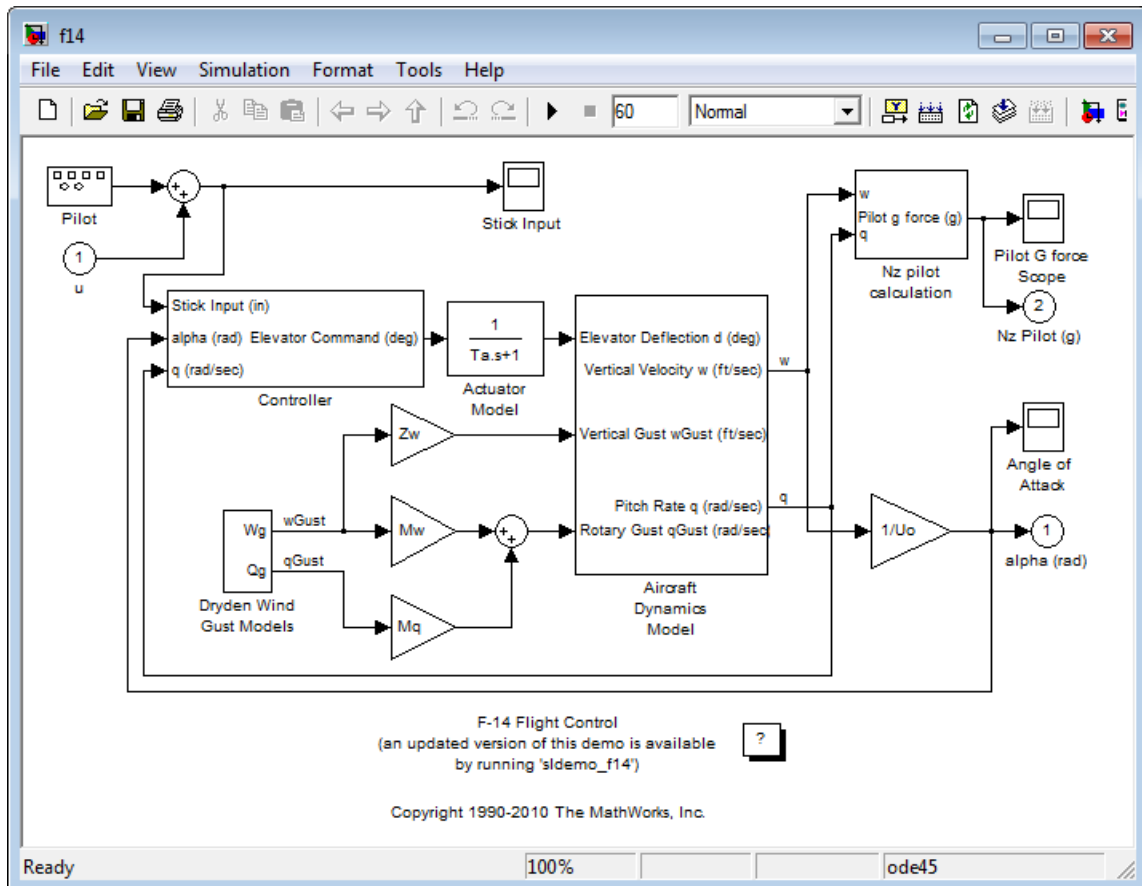 f14
File Edit View Simulation Format Tools Help
60 Normal
Pilot
+
+
Stick Input
1
u
w
Pilot g force (g)
q
Nz pilot
calculation
Pilot G force
Scope
2
Nz Pilot (g)
Stick Input (in)
alpha (rad) Elevator Command (deg)
q (rad/sec)
Controller
1
Ta.s+1
Actuator
Model
Elevator Deflection d (deg)
Vertical Velocity w (ft/sec)
Vertical Gust wGust (ft/sec)
Pitch Rate q (rad/sec)
Rotary Gust qGust (rad/sec
Aircraft
Dynamics
Model
w
q
Zw
Mw
Mq
+
+
Wg
Qg
wGust
qGust
Dryden Wind
Gust Models
1/Uo
Angle of
Attack
1
alpha (rad)
F-14 Flight Control
(an updated version of this demo is available
by running 'sldemo_f14')
?
Copyright 1990-2010 The MathWorks, Inc.
Ready 100% ode45